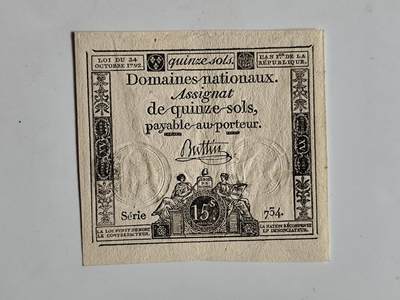 LOI DU 24
OCTOBRE 1792.
quinze sols.
L'AN 1er. DE LA
RÉPUBLIQUE.
Domaines nationaux.
Assignat
de quinze sols,
payable au porteur.
Buttin
15s
Série
734.
LA LOI PUNIT DE MORT
LE CONTREFACTEUR.
LA NATION RÉCOMPENSE
LE DÉNONCIATEUR.